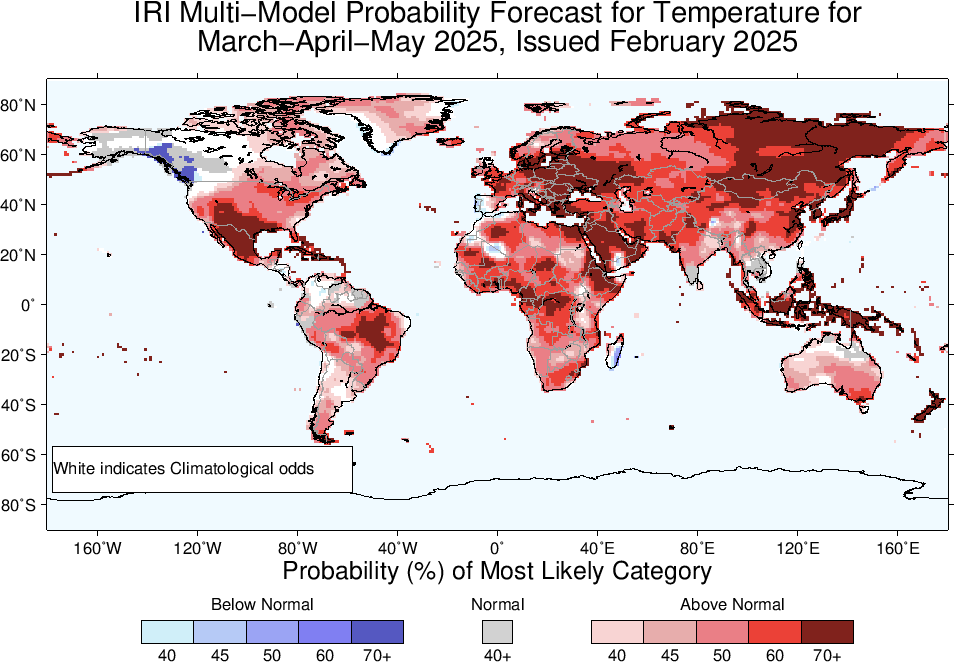 IRI Multi−Model Probability Forecast for Temperature for
March−April−May 2025, Issued February 2025
80˚N
60˚N
40˚N
20˚N
0˚
20˚S
40˚S
60˚S
80˚S
White indicates Climatological odds
160˚W 120˚W 80˚W 40˚W 0˚ 40˚E 80˚E 120˚E 160˚E
Probability (%) of Most Likely Category
Below Normal Normal Above Normal
40 45 50 60 70+ 40+ 40 45 50 60 70+